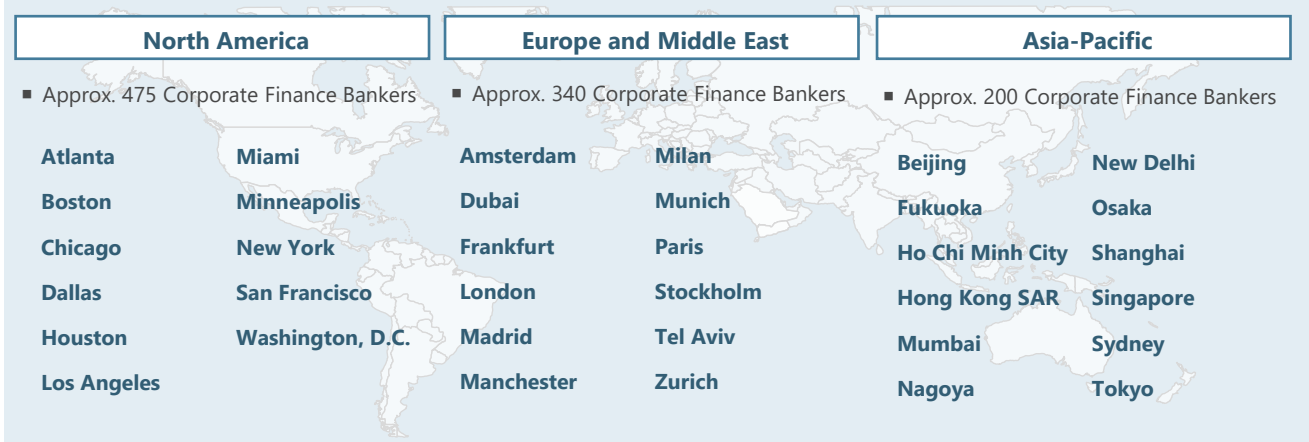 North America
■ Approx. 475 Corporate Finance Bankers
Atlanta
Boston
Chicago
Dallas
Houston
Los Angeles
Miami
Minneapolis
New York
San Francisco
Washington, D.C.
Europe and Middle East
■ Approx. 340 Corporate Finance Bankers
Amsterdam
Dubai
Frankfurt
London
Madrid
Manchester
Milan
Munich
Paris
Stockholm
Tel Aviv
Zurich
Asia-Pacific
■ Approx. 200 Corporate Finance Bankers
Beijing
Fukuoka
Ho Chi Minh City
Hong Kong SAR
Mumbai
Nagoya
New Delhi
Osaka
Shanghai
Singapore
Sydney
Tokyo